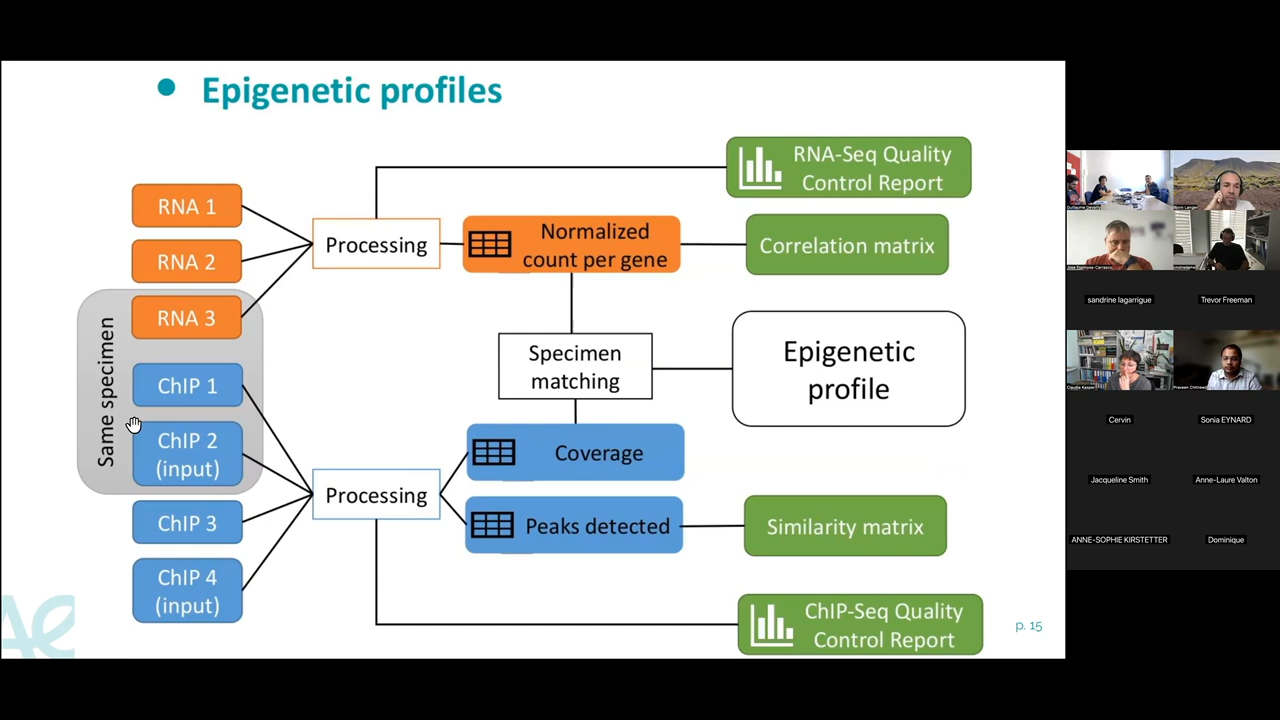 Epigenetic profiles
RNA-Seq Quality
Control Report
RNA 1
RNA 2
RNA 3
Same specimen
ChIP 1
ChIP 2
(input)
ChIP 3
ChIP 4
(input)
Processing
Normalized
count per gene
Correlation matrix
Specimen
matching
Epigenetic
profile
Coverage
Processing
Peaks detected
Similarity matrix
ChIP-Seq Quality
Control Report
p. 15
sandrine lagarrigue
Trevor Freeman
Cervin
Sonia EYNARD
Jacqueline Smith
Anne-Laure Valton
ANNE-SOPHIE KIRSTETTER
Dominique